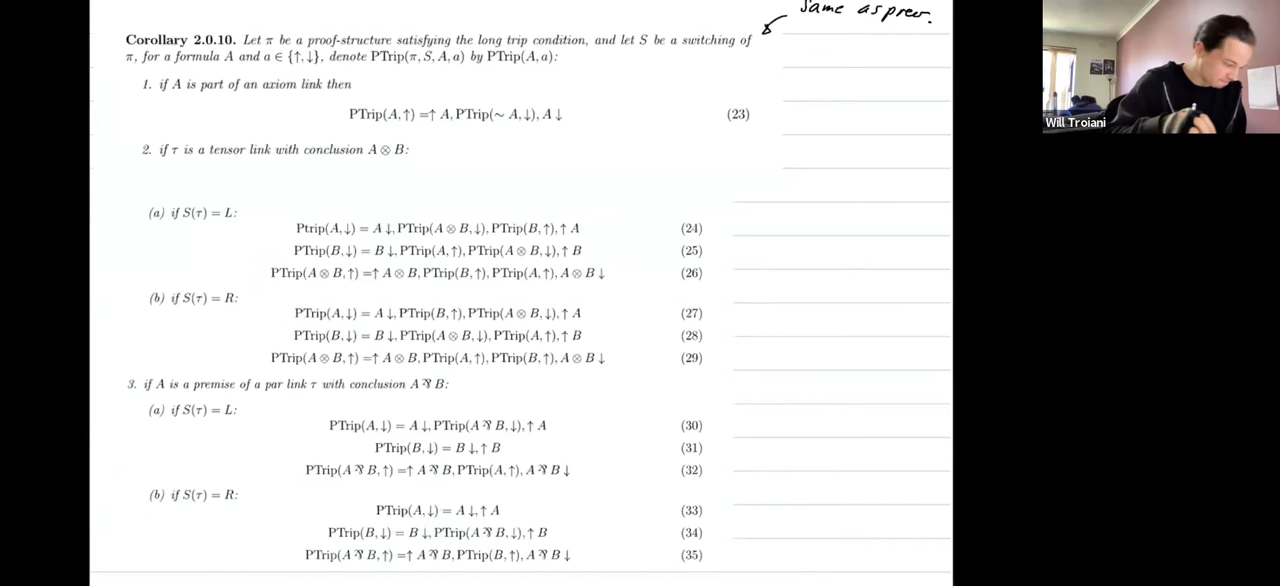 same as prev.
Corollary 2.0.10. Let π be a proof-structure satisfying the long trip condition, and let S be a switching of
π, for a formula A and a ∈ {↑,↓}, denote PTrip(π, S, A, a) by PTrip(A, a):
1. if A is part of an axiom link then
PTrip(A, ↑) =↑ A, PTrip(∼ A, ↓), A ↓ (23)
2. if τ is a tensor link with conclusion A ⊗ B:
(a) if S(τ) = L:
Ptrip(A, ↓) = A ↓, PTrip(A ⊗ B, ↓), PTrip(B, ↑), ↑ A (24)
PTrip(B, ↓) = B ↓, PTrip(A, ↑), PTrip(A ⊗ B, ↓), ↑ B (25)
PTrip(A ⊗ B, ↑) =↑ A ⊗ B, PTrip(B, ↑), PTrip(A, ↑), A ⊗ B ↓ (26)
(b) if S(τ) = R:
PTrip(A, ↓) = A ↓, PTrip(B, ↑), PTrip(A ⊗ B, ↓), ↑ A (27)
PTrip(B, ↓) = B ↓, PTrip(A ⊗ B, ↓), PTrip(A, ↑), ↑ B (28)
PTrip(A ⊗ B, ↑) =↑ A ⊗ B, PTrip(A, ↑), PTrip(B, ↑), A ⊗ B ↓ (29)
3. if A is a premise of a par link τ with conclusion A ⅋ B:
(a) if S(τ) = L:
PTrip(A, ↓) = A ↓, PTrip(A ⅋ B, ↓), ↑ A (30)
PTrip(B, ↓) = B ↓, ↑ B (31)
PTrip(A ⅋ B, ↑) =↑ A ⅋ B, PTrip(A, ↑), A ⅋ B ↓ (32)
(b) if S(τ) = R:
PTrip(A, ↓) = A ↓, ↑ A (33)
PTrip(B, ↓) = B ↓, PTrip(A ⅋ B, ↓), ↑ B (34)
PTrip(A ⅋ B, ↑) =↑ A ⅋ B, PTrip(B, ↑), A ⅋ B ↓ (35)
Will Troiani